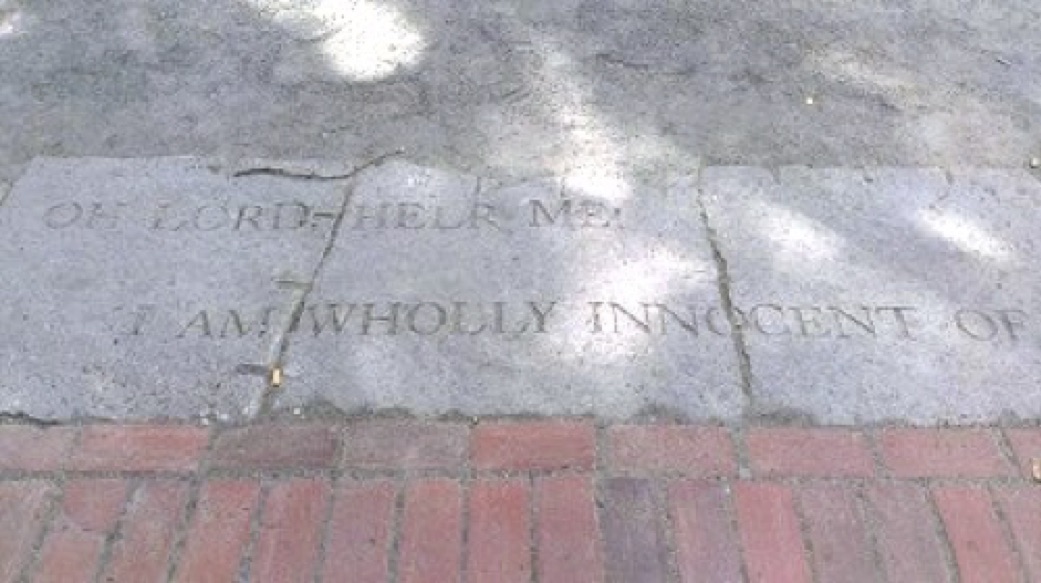 OH LORD - HELP ME!
I AM WHOLLY INNOCENT OF